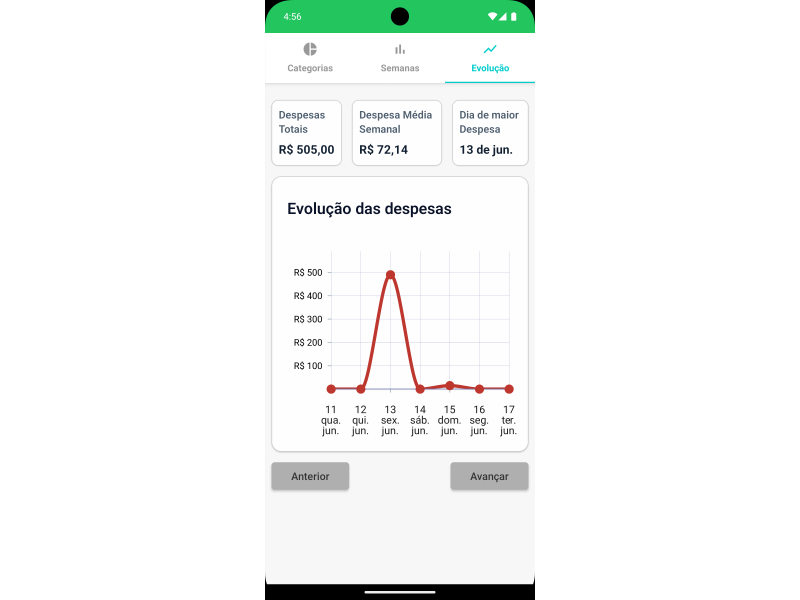 4:56
Categorias
Semanas
Evolução
Despesas
Totais
R$ 505,00
Despesa Média
Semanal
R$ 72,14
Dia de maior
Despesa
13 de jun.
Evolução das despesas
R$ 500
R$ 400
R$ 300
R$ 200
R$ 100
11 12 13 14 15 16 17
qua. qui. sex. sáb. dom. seg. ter.
jun. jun. jun. jun. jun. jun. jun.
Anterior
Avançar